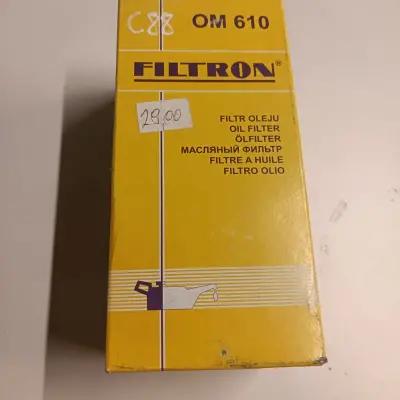 C88 OM 610
FILTRON®
29,00
FILTR OLEJU
OIL FILTER
ÖLFILTER
МАСЛЯНЫЙ ФИЛЬТР
FILTRE A HUILE
FILTRO OLIO